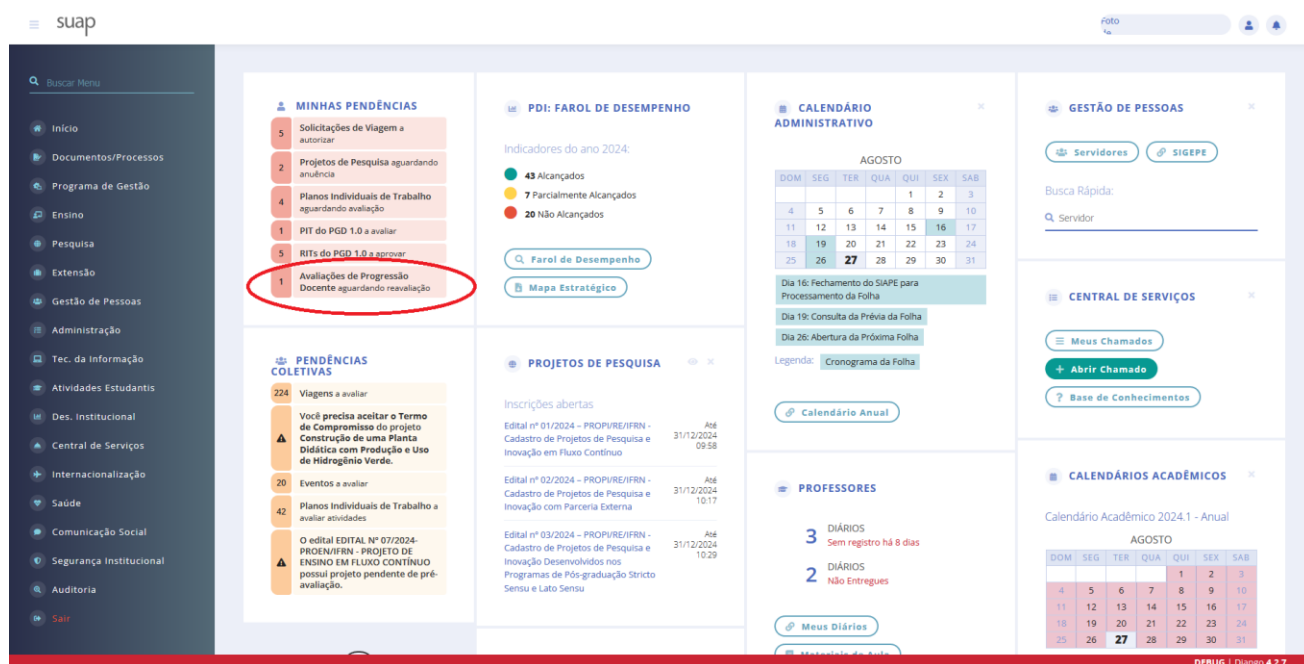 suap
Foto
Buscar Menu
Início
Documentos/Processos
Programa de Gestão
Ensino
Pesquisa
Extensão
Gestão de Pessoas
Administração
Tec. da Informação
Atividades Estudantis
Des. Institucional
Central de Serviços
Internacionalização
Saúde
Comunicação Social
Segurança Institucional
Auditoria
Sair
MINHAS PENDÊNCIAS
5 Solicitações de Viagem a
autorizar
2 Projetos de Pesquisa aguardando
anuência
4 Planos Individuais de Trabalho
aguardando avaliação
1 PIT do PGD 1.0 a avaliar
5 RITs do PGD 1.0 a aprovar
1 Avaliações de Progressão
Docente aguardando reavaliação
PENDÊNCIAS
COLETIVAS
224 Viagens a avaliar
Você precisa aceitar o Termo
de Compromisso do projeto
Construção de uma Planta
Didática com Produção e Uso
de Hidrogênio Verde.
20 Eventos a avaliar
42 Planos Individuais de Trabalho a
avaliar atividades
O edital EDITAL Nº 07/2024-
PROEN/IFRN - PROJETO DE
ENSINO EM FLUXO CONTÍNUO
possui projeto pendente de pré-
avaliação.
PDI: FAROL DE DESEMPENHO
Indicadores do ano 2024:
43 Alcançados
7 Parcialmente Alcançados
20 Não Alcançados
Farol de Desempenho
Mapa Estratégico
PROJETOS DE PESQUISA
Inscrições abertas
Edital nº 01/2024 – PROPI/RE/IFRN -
Cadastro de Projetos de Pesquisa e
Inovação em Fluxo Contínuo
Até
31/12/2024
09:58
Edital nº 02/2024 – PROPI/RE/IFRN -
Cadastro de Projetos de Pesquisa e
Inovação com Parceria Externa
Até
31/12/2024
10:17
Edital nº 03/2024 – PROPI/RE/IFRN -
Cadastro de Projetos de Pesquisa e
Inovação Desenvolvidos nos
Programas de Pós-graduação Stricto
Sensu e Lato Sensu
Até
31/12/2024
10:29
CALENDÁRIO
ADMINISTRATIVO
AGOSTO
DOM SEG TER QUA QUI SEX SAB
1 2 3
4 5 6 7 8 9 10
11 12 13 14 15 16 17
18 19 20 21 22 23 24
25 26 27 28 29 30 31
Dia 16: Fechamento do SIAPE para
Processamento da Folha
Dia 19: Consulta da Prévia da Folha
Dia 26: Abertura da Próxima Folha
Legenda: Cronograma da Folha
Calendário Anual
PROFESSORES
3 DIÁRIOS
Sem registro há 8 dias
2 DIÁRIOS
Não Entregues
Meus Diários
Materiais de Aula
GESTÃO DE PESSOAS
Servidores
SIGEPE
Busca Rápida:
Servidor
CENTRAL DE SERVIÇOS
Meus Chamados
+ Abrir Chamado
? Base de Conhecimentos
CALENDÁRIOS ACADÊMICOS
Calendário Acadêmico 2024.1 - Anual
AGOSTO
DOM SEG TER QUA QUI SEX SAB
1 2 3
4 5 6 7 8 9 10
11 12 13 14 15 16 17
18 19 20 21 22 23 24
25 26 27 28 29 30 31
DEBUG | Django 4.2.7